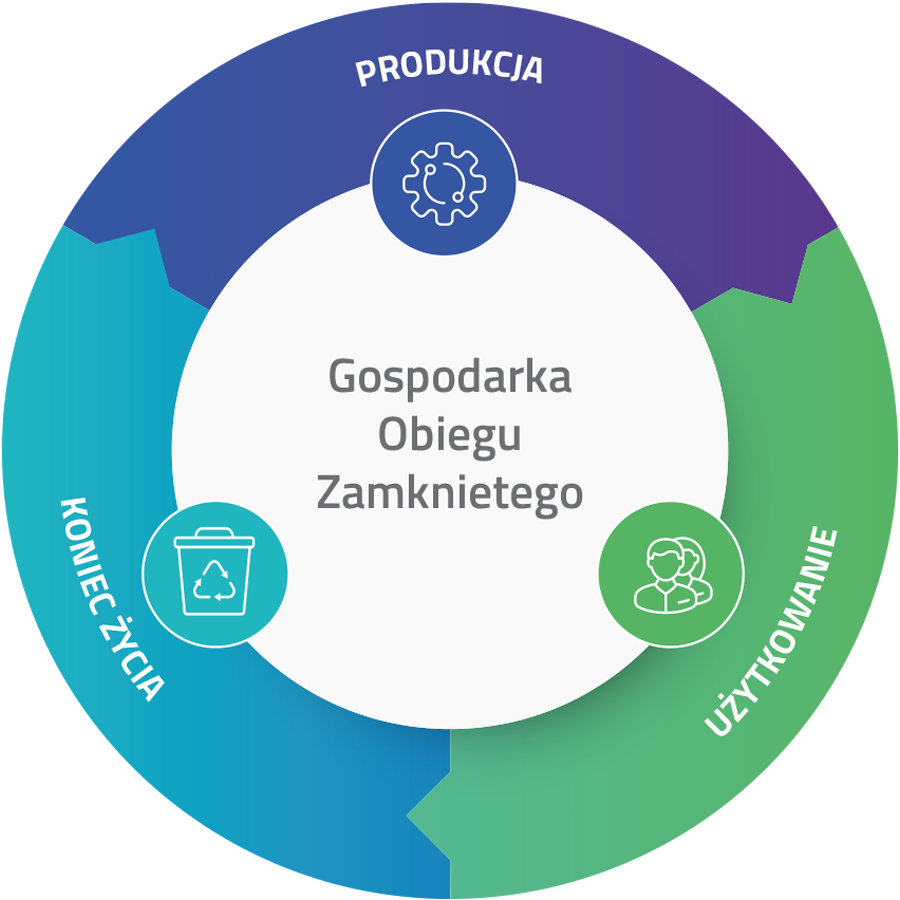 PRODUKCJA
Gospodarka
Obiegu
Zamknietego
KONIEC ŻYCIA
UŻYTKOWANIE